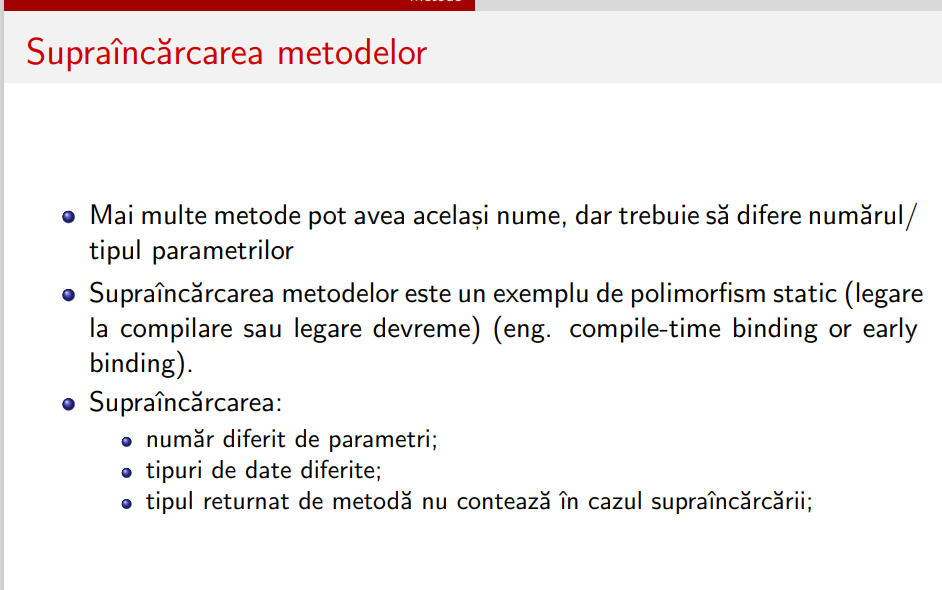 Supraîncărcarea metodelor
Mai multe metode pot avea același nume, dar trebuie să difere numărul/
tipul parametrilor
Supraîncărcarea metodelor este un exemplu de polimorfism static (legare
la compilare sau legare devreme) (eng. compile-time binding or early
binding).
Supraîncărcarea:
număr diferit de parametri;
tipuri de date diferite;
tipul returnat de metodă nu contează în cazul supraîncărcării;